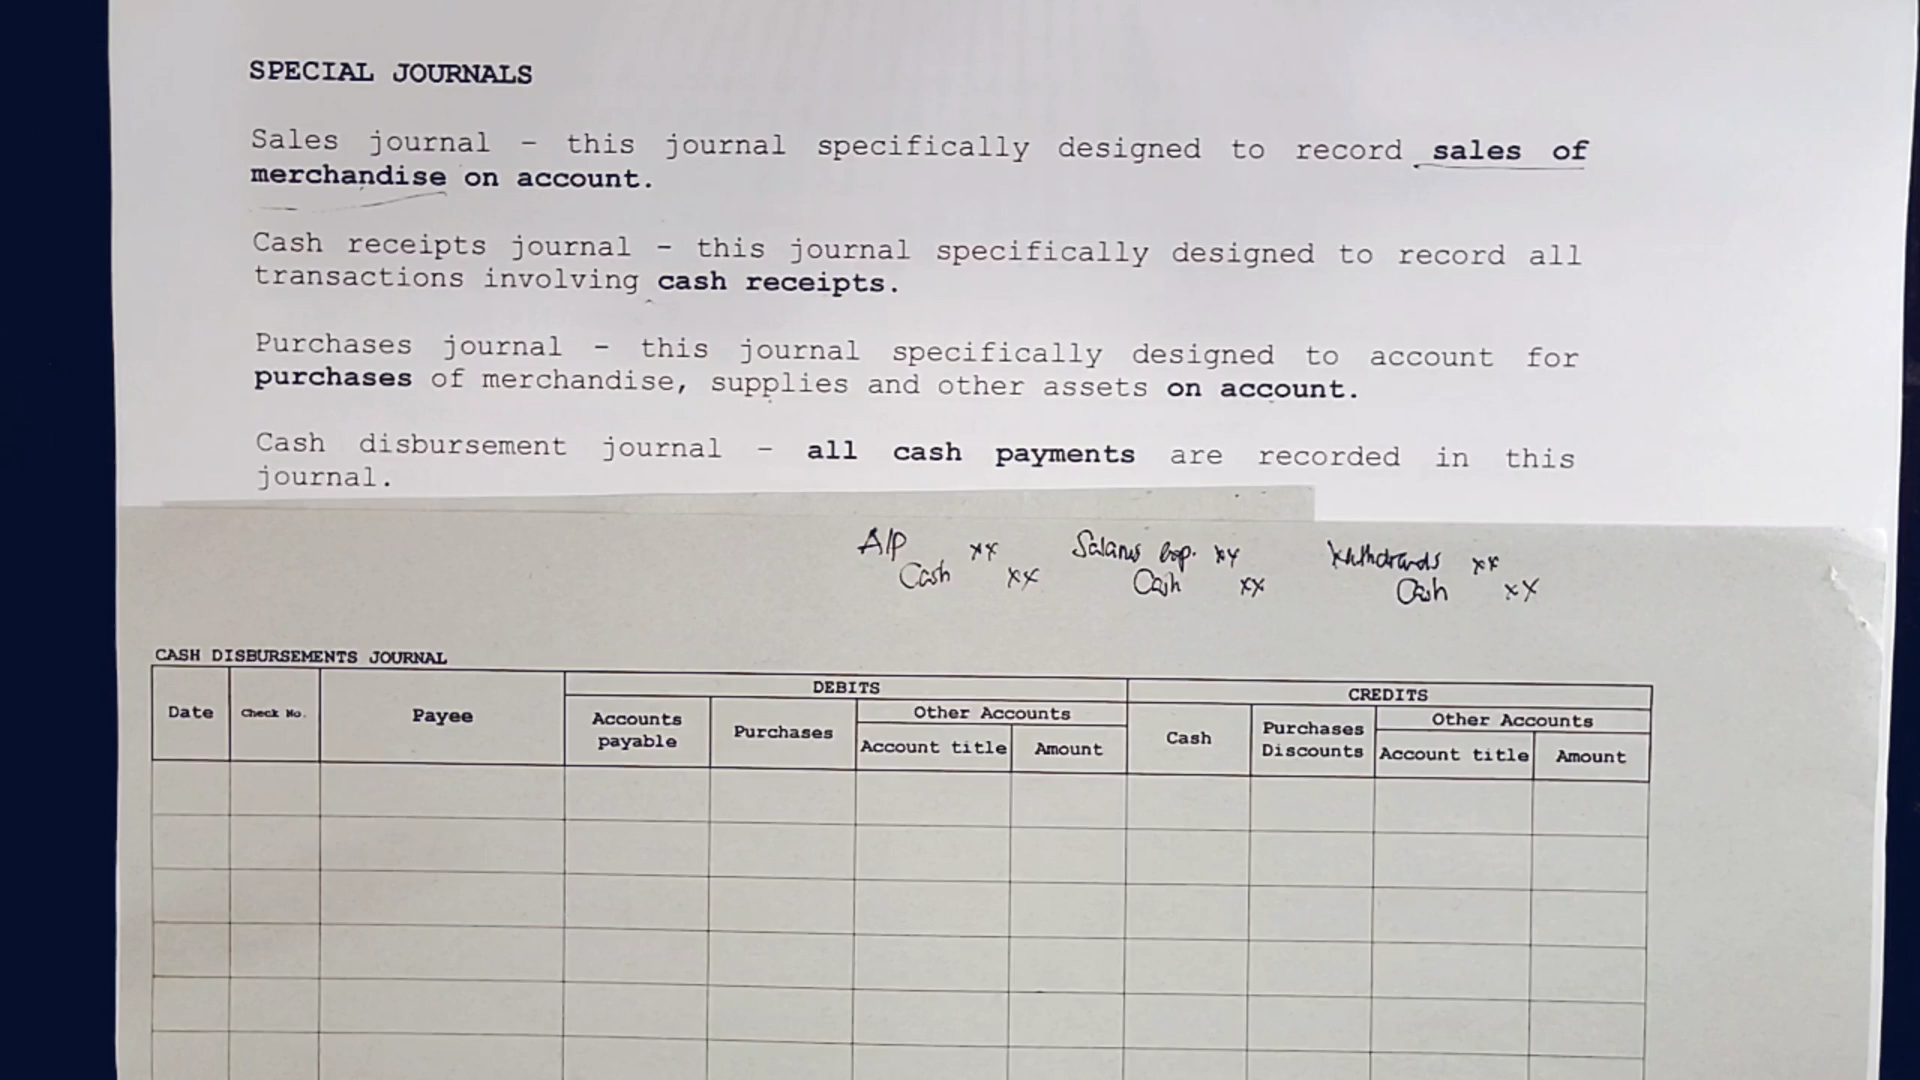 SPECIAL JOURNALS
Sales journal – this journal specifically designed to record sales of
merchandise on account.
Cash receipts journal – this journal specifically designed to record all
transactions involving cash receipts.
Purchases journal – this journal specifically designed to account for
purchases of merchandise, supplies and other assets on account.
Cash disbursement journal – all cash payments are recorded in this
journal.
A/P xx
Cash xx
Salaries Exp. xx
Cash xx
Withdrawals xx
Cash xx
CASH DISBURSEMENTS JOURNAL
DEBITS
CREDITS
Date
Check No.
Payee
Accounts
payable
Purchases
Other Accounts
Account title
Amount
Cash
Purchases
Discounts
Other Accounts
Account title
Amount